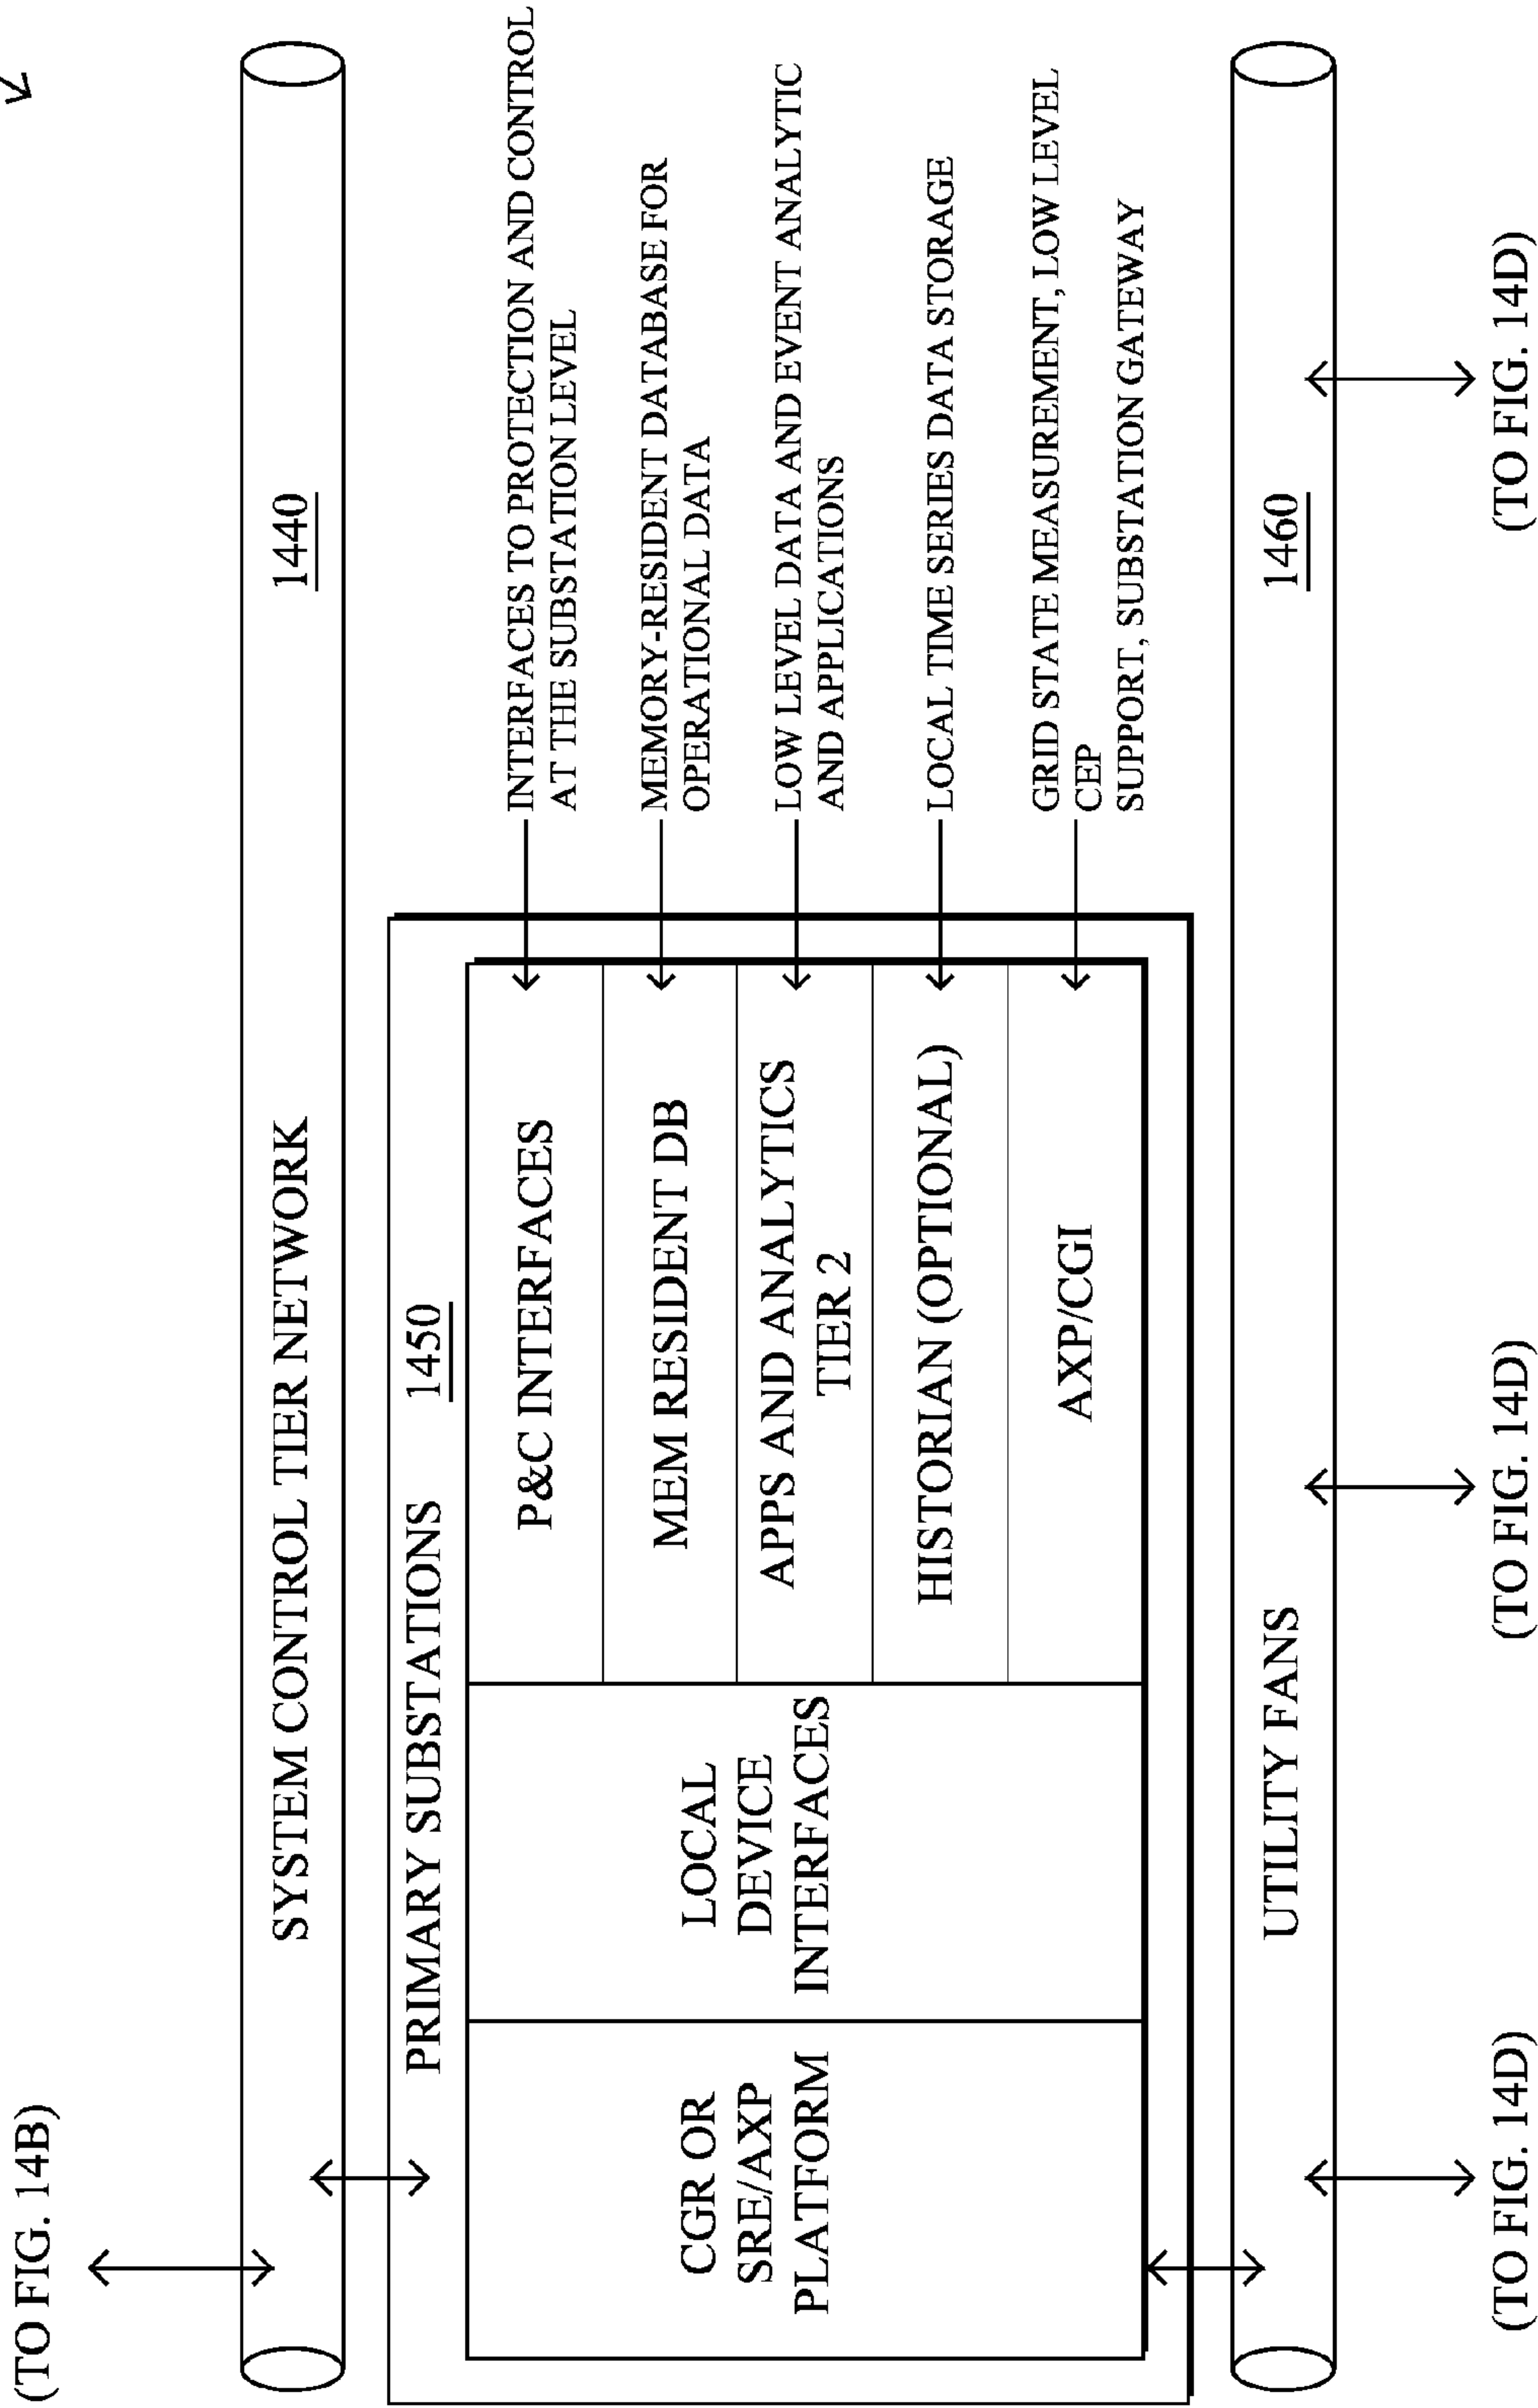 (TO FIG. 14B)
SYSTEM CONTROL TIER NETWORK
1440
PRIMARY SUBSTATIONS
1450
CGR OR
SRE/AXP
PLATFORM
LOCAL
DEVICE
INTERFACES
P&C INTERFACES
INTERFACES TO PROTECTION AND CONTROL
AT THE SUBSTATION LEVEL
MEM RESIDENT DB
MEMORY-RESIDENT DATABASE FOR
OPERATIONAL DATA
APPS AND ANALYTICS
TIER 2
LOW LEVEL DATA AND EVENT ANALYTIC
AND APPLICATIONS
HISTORIAN (OPTIONAL)
LOCAL TIME SERIES DATA STORAGE
AXP/CGI
GRID STATE MEASUREMENT, LOW LEVEL
CEP
SUPPORT, SUBSTATION GATEWAY
UTILITY FANS
1460
(TO FIG. 14D)
(TO FIG. 14D)
(TO FIG. 14D)